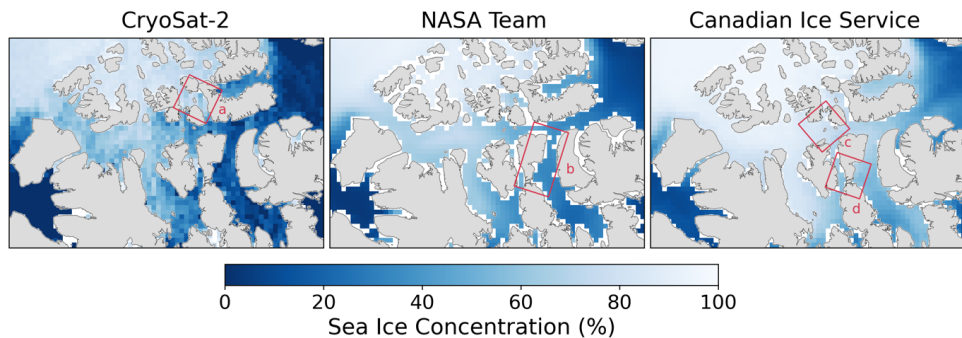 CryoSat-2 NASA Team Canadian Ice Service
a
b
c
d
0 20 40 60 80 100
Sea Ice Concentration (%)